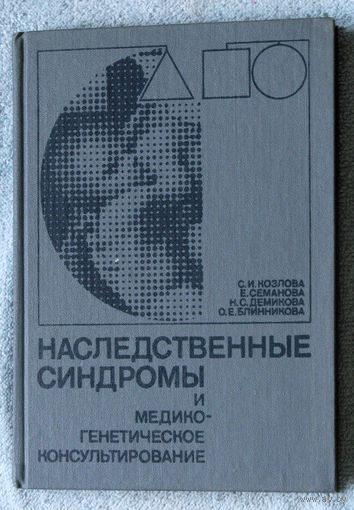 С. И. КОЗЛОВА
Е. СЕМАНОВА
Н. С. ДЕМИКОВА
О. Е. БЛИННИКОВА
НАСЛЕДСТВЕННЫЕ
СИНДРОМЫ
И
МЕДИКО-
ГЕНЕТИЧЕСКОЕ
КОНСУЛЬТИРОВАНИЕ